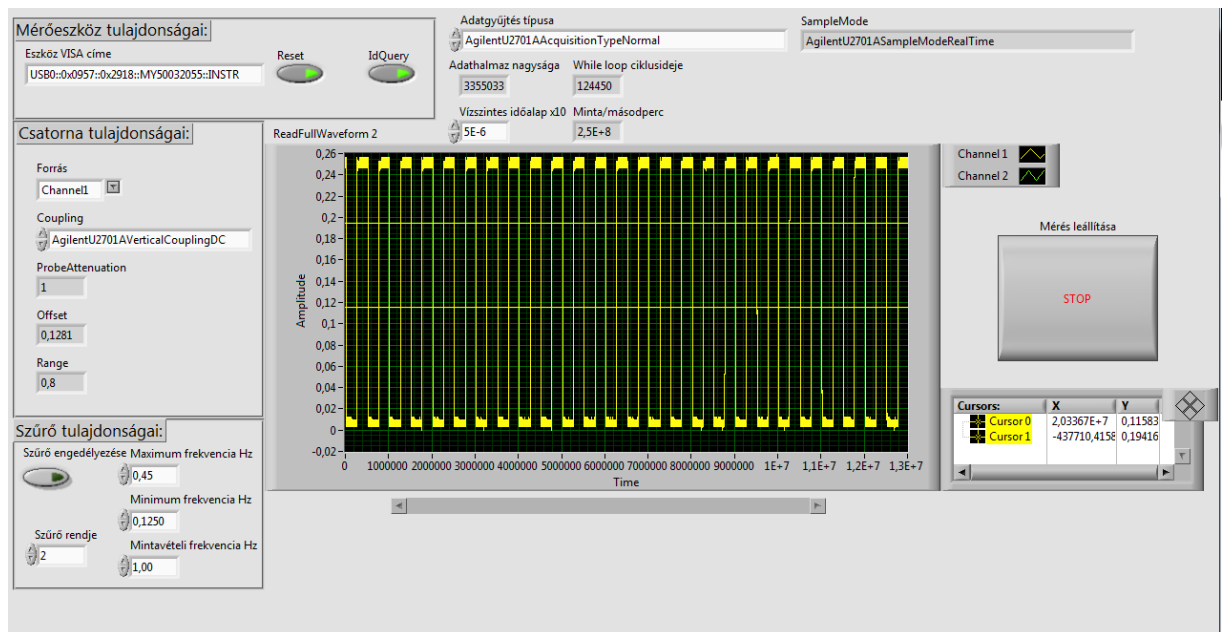 Mérőeszköz tulajdonságai:
Eszköz VISA címe
USB0::0x0957::0x2918::MY50032055::INSTR
Reset
IdQuery
Adatgyűjtés típusa
AgilentU2701AAcquisitionTypeNormal
SampleMode
AgilentU2701ASampleModeRealTime
Adathalmaz nagysága
While loop ciklusideje
3355033
124450
Vízszintes időalap x10
Minta/másodperc
5E-6
2,5E+8
Csatorna tulajdonságai:
Forrás
Channel1
Coupling
AgilentU2701AVerticalCouplingDC
ProbeAttenuation
1
Offset
0,1281
Range
0,8
ReadFullWaveform 2
Amplitude
0,26
0,24
0,22
0,2
0,18
0,16
0,14
0,12
0,1
0,08
0,06
0,04
0,02
0
-0,02
0 1000000 2000000 3000000 4000000 5000000 6000000 7000000 8000000 9000000 1E+7 1,1E+7 1,2E+7 1,3E+7
Time
Channel 1
Channel 2
Mérés leállítása
STOP
Cursors: X Y
Cursor 0 2,03367E+7 0,11583
Cursor 1 -437710,4158 0,19416
Szűrő tulajdonságai:
Szűrő engedélyezése
Maximum frekvencia Hz
0,45
Minimum frekvencia Hz
0,1250
Szűrő rendje
2
Mintavételi frekvencia Hz
1,00